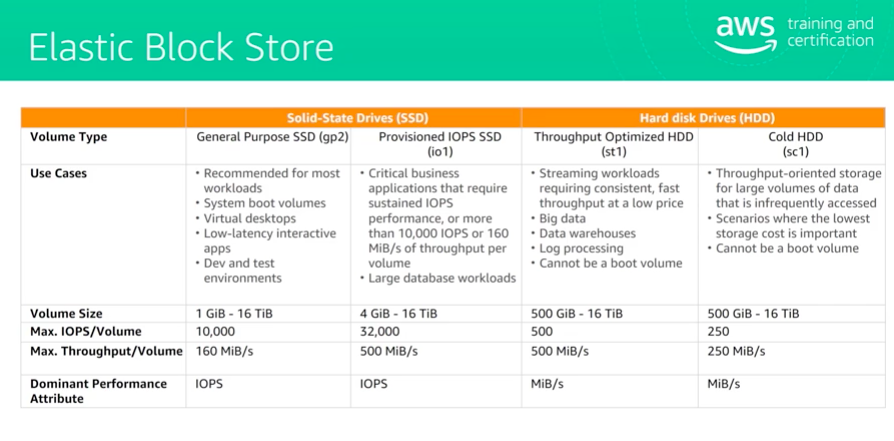 Elastic Block Store
aws training and
certification
Solid-State Drives (SSD) Hard disk Drives (HDD)
Volume Type General Purpose SSD (gp2) Provisioned IOPS SSD (io1) Throughput Optimized HDD (st1) Cold HDD (sc1)
Use Cases
• Recommended for most
workloads
• System boot volumes
• Virtual desktops
• Low-latency interactive
apps
• Dev and test
environments
• Critical business
applications that require
sustained IOPS
performance, or more
than 10,000 IOPS or 160
MiB/s of throughput per
volume
• Large database workloads
• Streaming workloads
requiring consistent, fast
throughput at a low price
• Big data
• Data warehouses
• Log processing
• Cannot be a boot volume
• Throughput-oriented storage
for large volumes of data
that is infrequently accessed
• Scenarios where the lowest
storage cost is important
• Cannot be a boot volume
Volume Size 1 GiB - 16 TiB 4 GiB - 16 TiB 500 GiB - 16 TiB 500 GiB - 16 TiB
Max. IOPS/Volume 10,000 32,000 500 250
Max. Throughput/Volume 160 MiB/s 500 MiB/s 500 MiB/s 250 MiB/s
Dominant Performance
Attribute IOPS IOPS MiB/s MiB/s